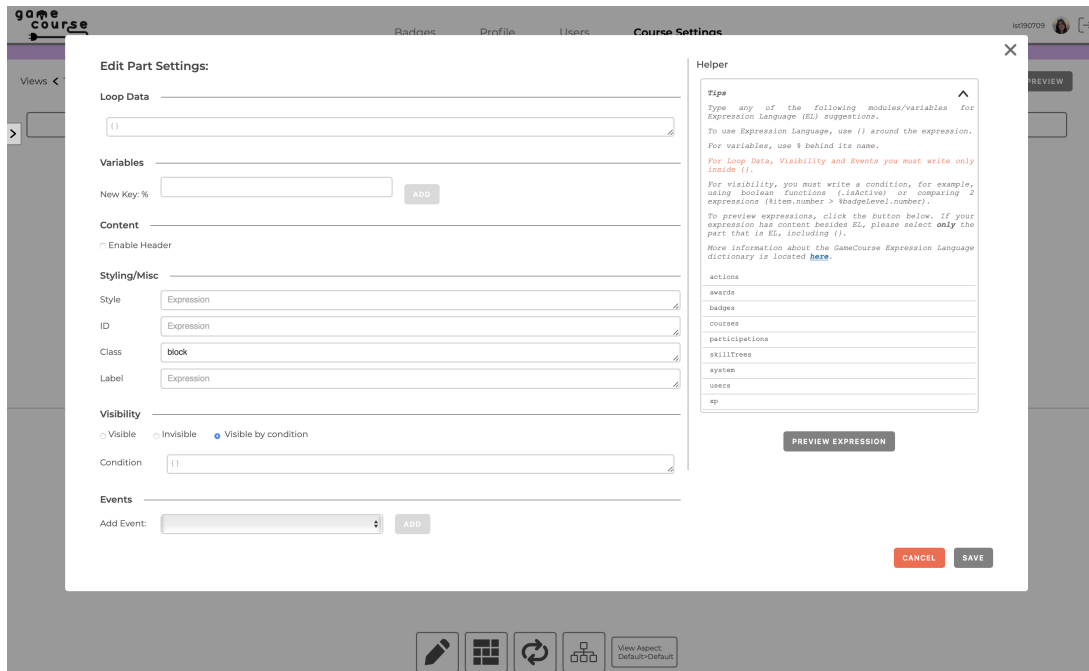 game
course
Badges Profile Users Course Settings
ist190709
Views
PREVIEW
Edit Part Settings:
Loop Data
{}
Variables
New Key: %
ADD
Content
Enable Header
Styling/Misc
Style Expression
ID Expression
Class block
Label Expression
Visibility
Visible Invisible Visible by condition
Condition {}
Events
Add Event:
ADD
Helper
Tips
Type any of the following modules/variables for
Expression Language (EL) suggestions.
To use Expression Language, use {} around the expression.
For variables, use % behind its name.
For Loop Data, Visibility and Events you must write only
inside {}.
For visibility, you must write a condition, for example,
using boolean functions (.isActive) or comparing 2
expressions (%item.number > %badgeLevel.number).
To preview expressions, click the button below. If your
expression has content besides EL, please select only the
part that is EL, including {}.
More information about the GameCourse Expression Language
dictionary is located here.
actions
awards
badges
courses
participations
skillTrees
system
users
xp
PREVIEW EXPRESSION
CANCEL SAVE
View Aspect:
Default>Default